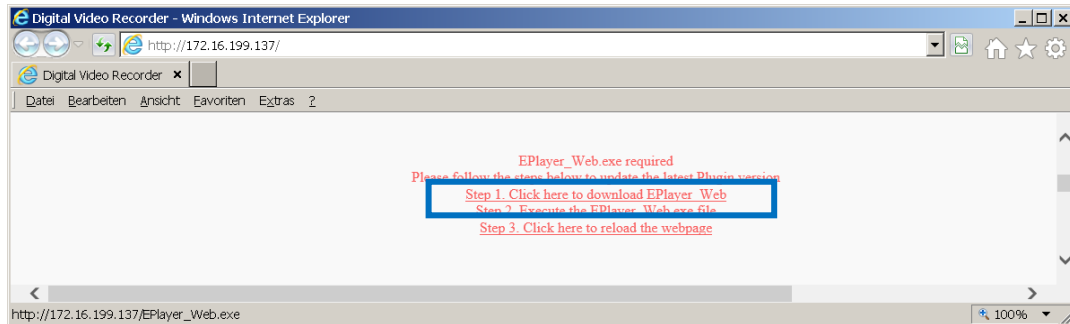 Digital Video Recorder - Windows Internet Explorer
http://172.16.199.137/
Digital Video Recorder
Datei Bearbeiten Ansicht Favoriten Extras ?
EPlayer_Web.exe required
Please follow the steps below to update the latest Plugin version
Step 1. Click here to download EPlayer_Web
Step 2. Execute the EPlayer_Web.exe file
Step 3. Click here to reload the webpage
http://172.16.199.137/EPlayer_Web.exe
100%